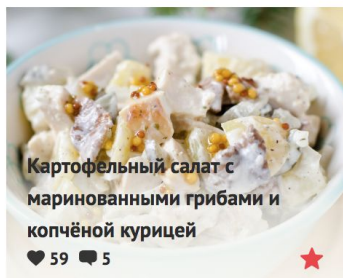 Картофельный салат с
маринованными грибами и
копчёной курицей
59 5